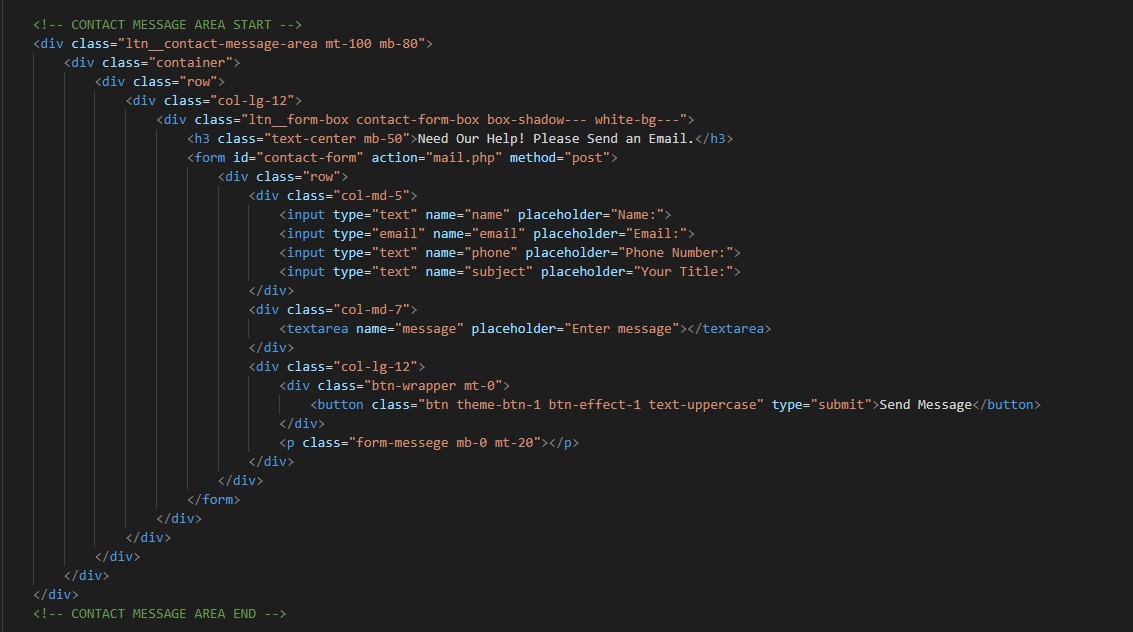 <!-- CONTACT MESSAGE AREA START -->
<div class="ltn__contact-message-area mt-100 mb-80">
    <div class="container">
        <div class="row">
            <div class="col-lg-12">
                <div class="ltn__form-box contact-form-box box-shadow--- white-bg---">
                    <h3 class="text-center mb-50">Need Our Help! Please Send an Email.</h3>
                    <form id="contact-form" action="mail.php" method="post">
                        <div class="row">
                            <div class="col-md-5">
                                <input type="text" name="name" placeholder="Name:">
                                <input type="email" name="email" placeholder="Email:">
                                <input type="text" name="phone" placeholder="Phone Number:">
                                <input type="text" name="subject" placeholder="Your Title:">
                            </div>
                            <div class="col-md-7">
                                <textarea name="message" placeholder="Enter message"></textarea>
                            </div>
                            <div class="col-lg-12">
                                <div class="btn-wrapper mt-0">
                                    <button class="btn theme-btn-1 btn-effect-1 text-uppercase" type="submit">Send Message</button>
                                </div>
                                <p class="form-messege mb-0 mt-20"></p>
                            </div>
                        </div>
                    </form>
                </div>
            </div>
        </div>
    </div>
</div>
<!-- CONTACT MESSAGE AREA END -->